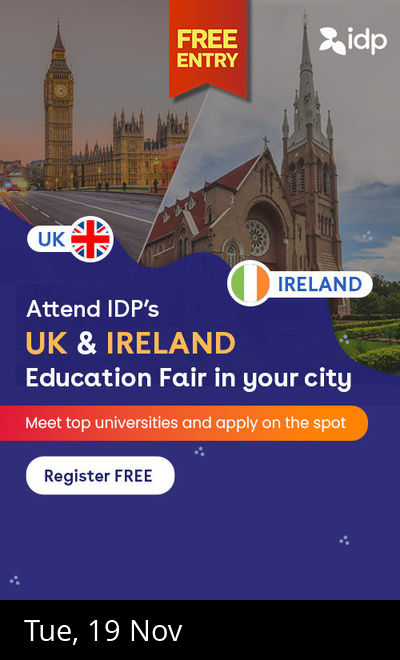 FREE
ENTRY
idp
UK
IRELAND
Attend IDP's
UK & IRELAND
Education Fair in your city
Meet top universities and apply on the spot
Register FREE
Tue, 19 Nov